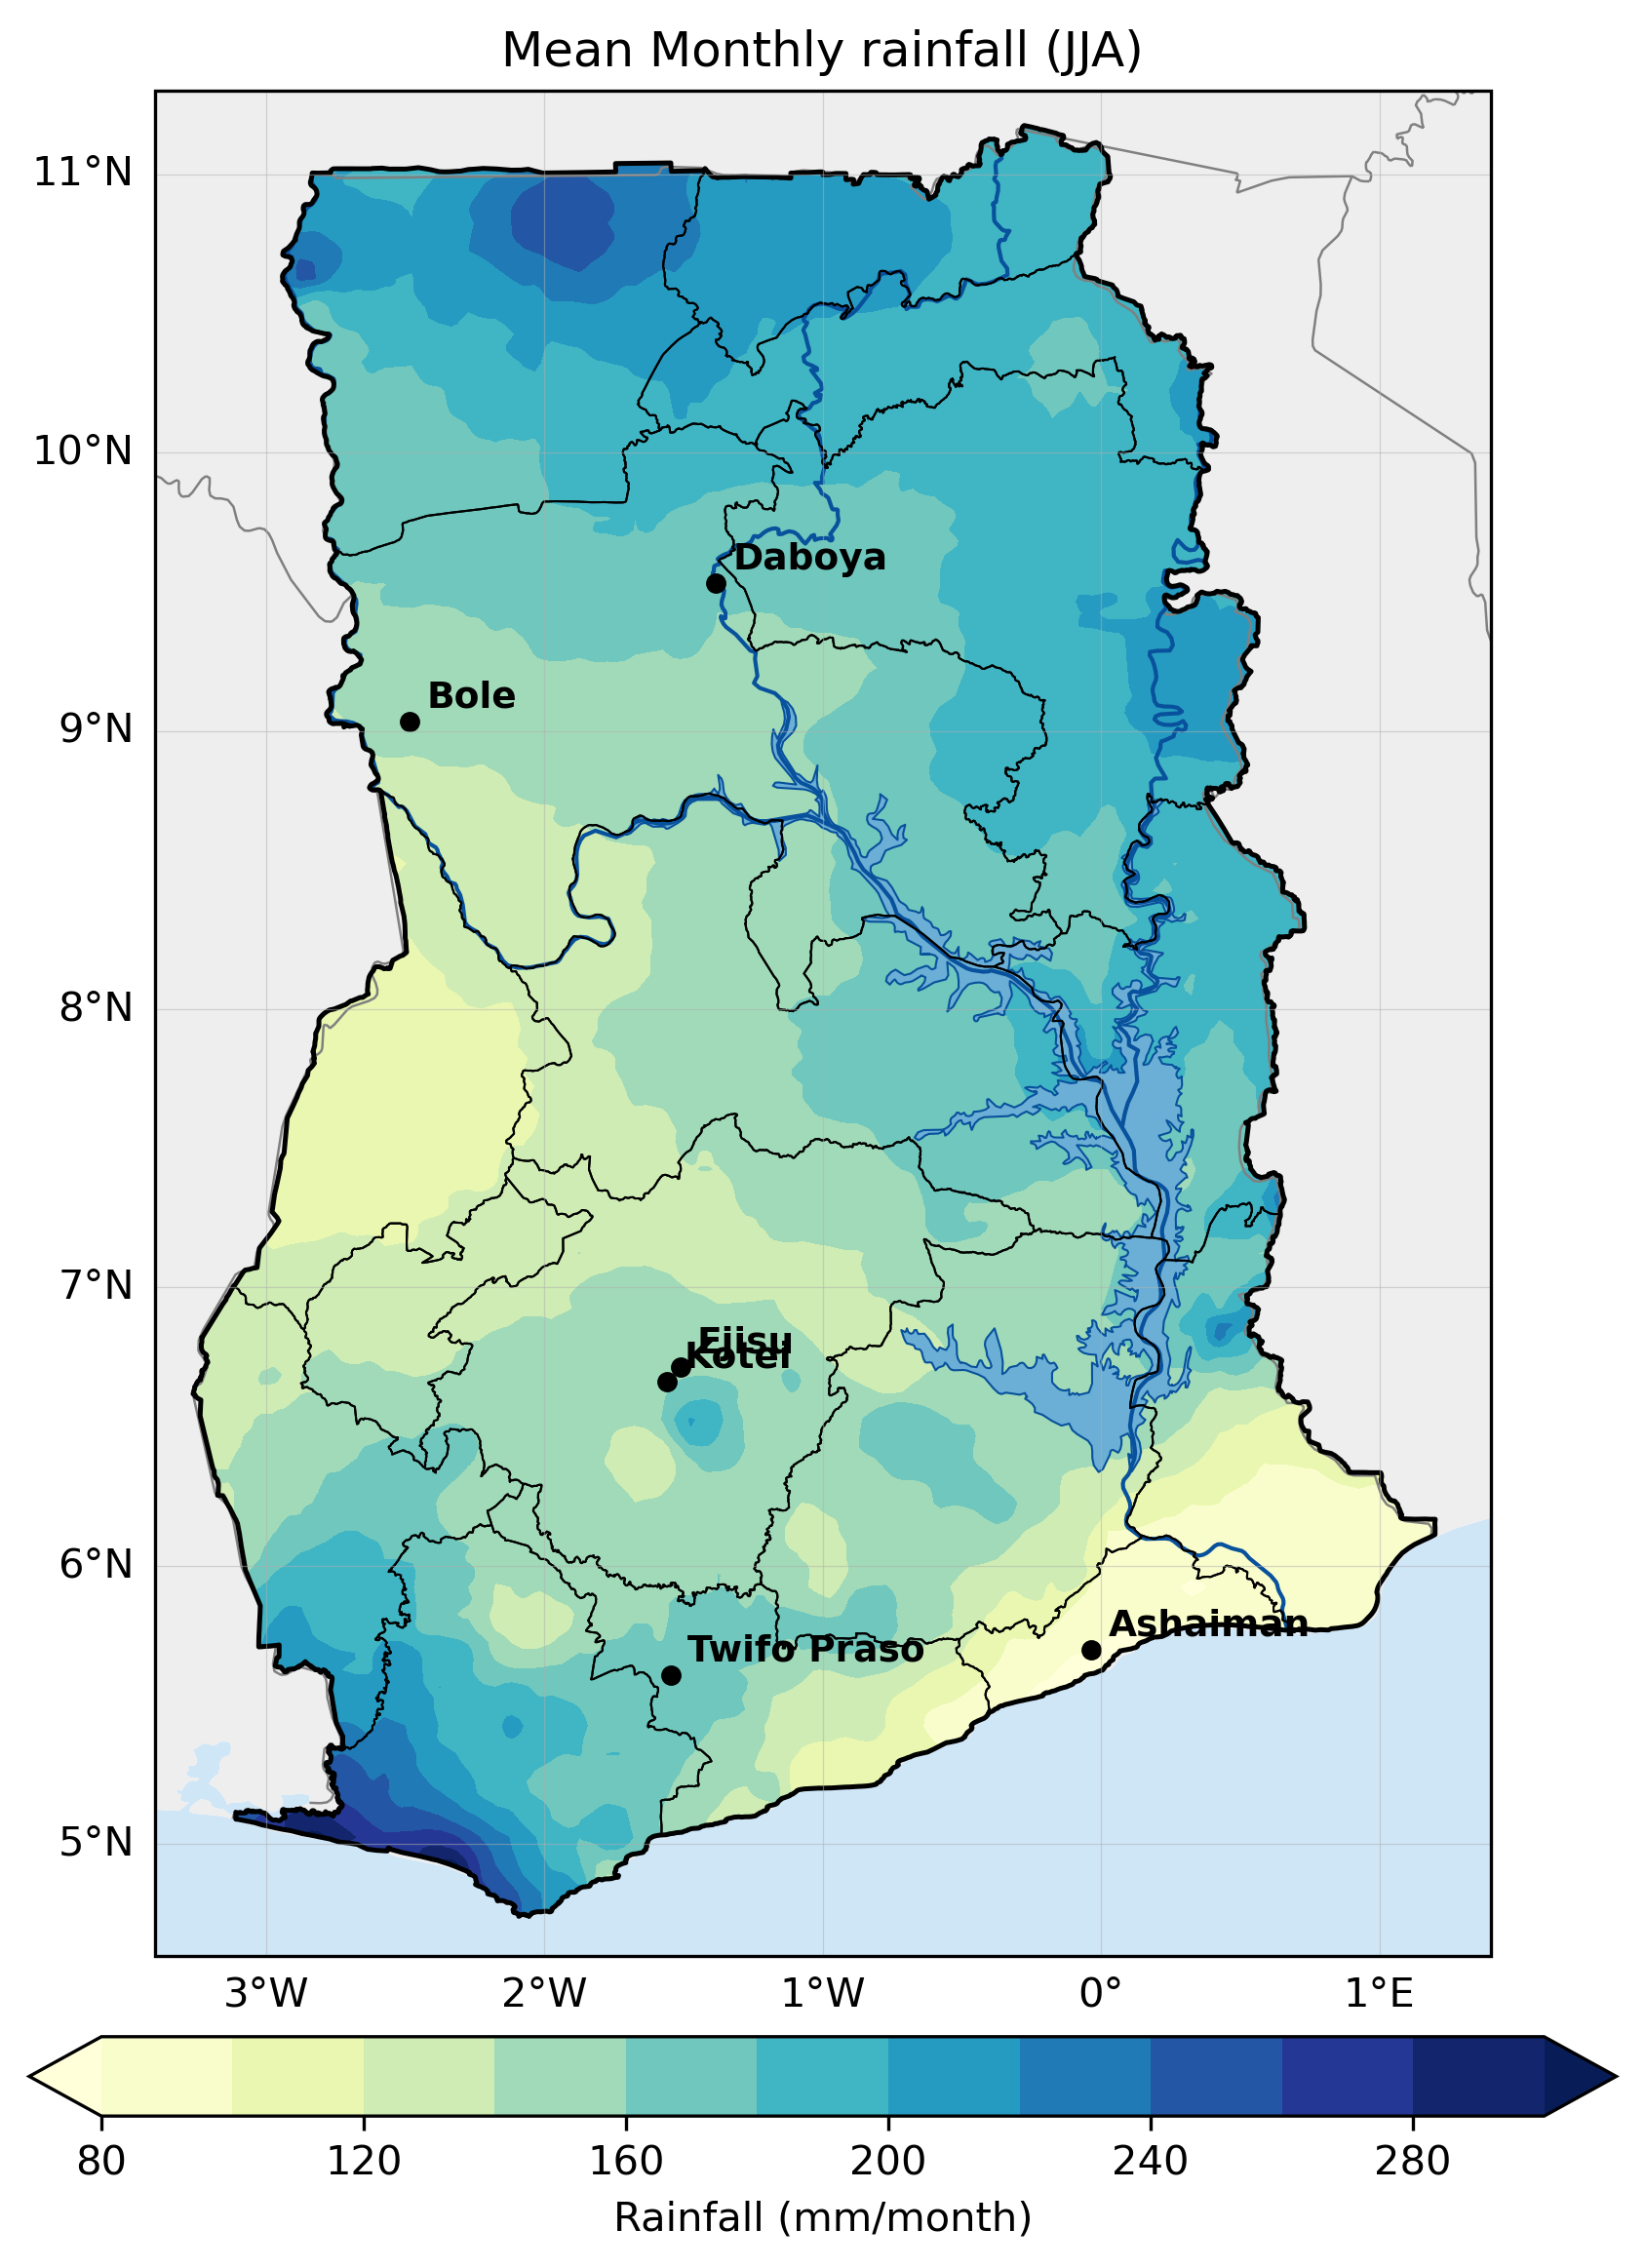 Mean Monthly rainfall (JJA)
11°N
10°N
Daboya
Bole
9°N
8°N
7°N
Ejisu
Kotei
6°N
Ashaiman
Twifo Praso
5°N
3°W 2°W 1°W 0° 1°E
80 120 160 200 240 280
Rainfall (mm/month)